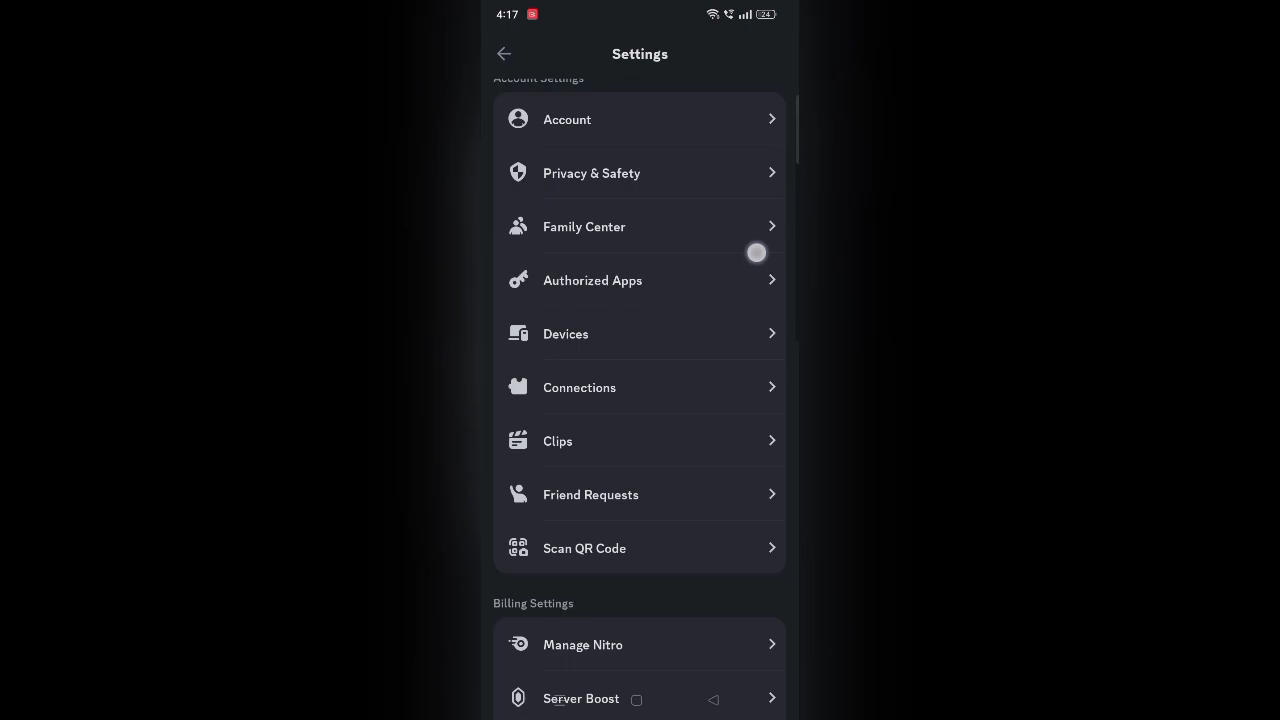 4:17
24
Settings
Account Settings
Account
Privacy & Safety
Family Center
Authorized Apps
Devices
Connections
Clips
Friend Requests
Scan QR Code
Billing Settings
Manage Nitro
Server Boost